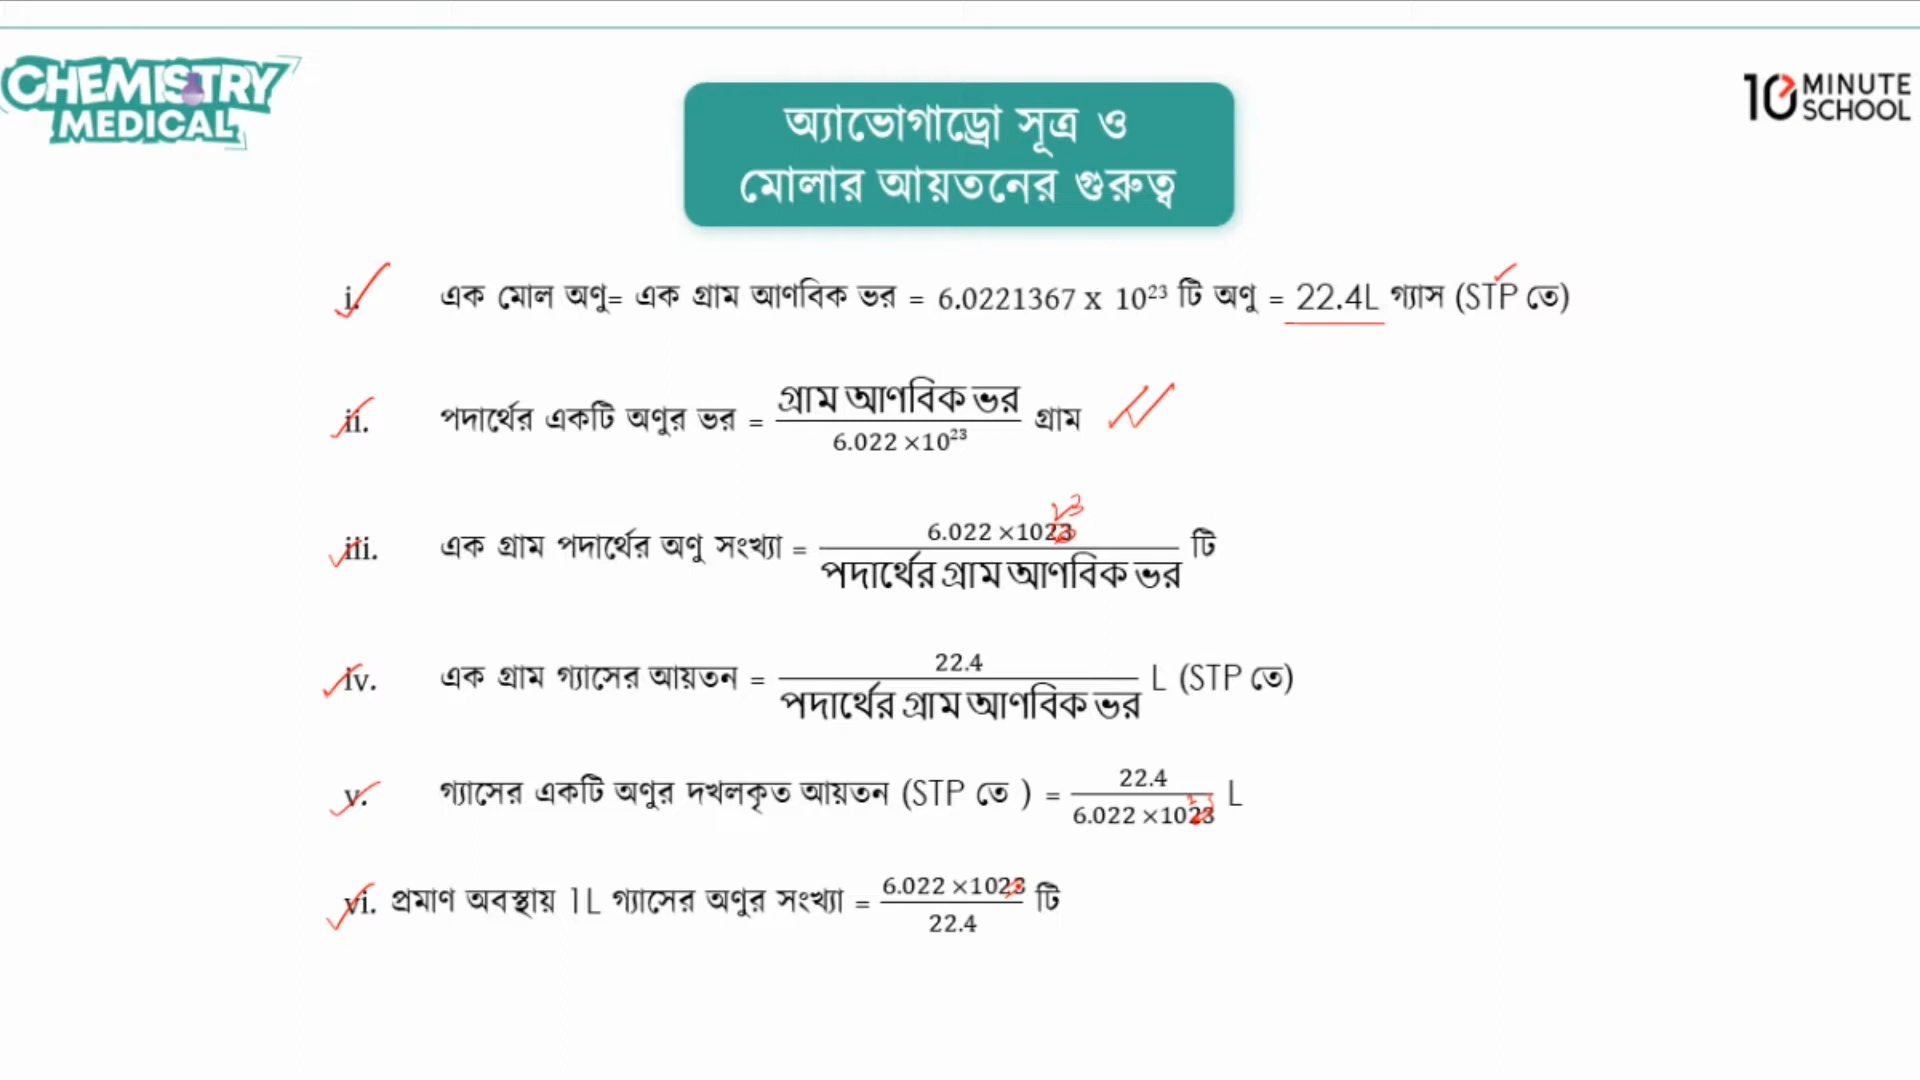 CHEMISTRY
MEDICAL
10 MINUTE
SCHOOL
অ্যাভোগাড্রো সূত্র ও
মোলার আয়তনের গুরুত্ব
i. এক মোল অণু= এক গ্রাম আণবিক ভর = 6.0221367 x 10²³ টি অণু = 22.4L গ্যাস (STP তে)
ii. পদার্থের একটি অণুর ভর = গ্রাম আণবিক ভর / 6.022 ×10²³ গ্রাম
23
iii. এক গ্রাম পদার্থের অণু সংখ্যা = 6.022 ×1023 / পদার্থের গ্রাম আণবিক ভর টি
iv. এক গ্রাম গ্যাসের আয়তন = 22.4 / পদার্থের গ্রাম আণবিক ভর L (STP তে)
v. গ্যাসের একটি অণুর দখলকৃত আয়তন (STP তে ) = 22.4 / 6.022 ×1023 L
vi. প্রমাণ অবস্থায় 1L গ্যাসের অণুর সংখ্যা = 6.022 ×1023 / 22.4 টি